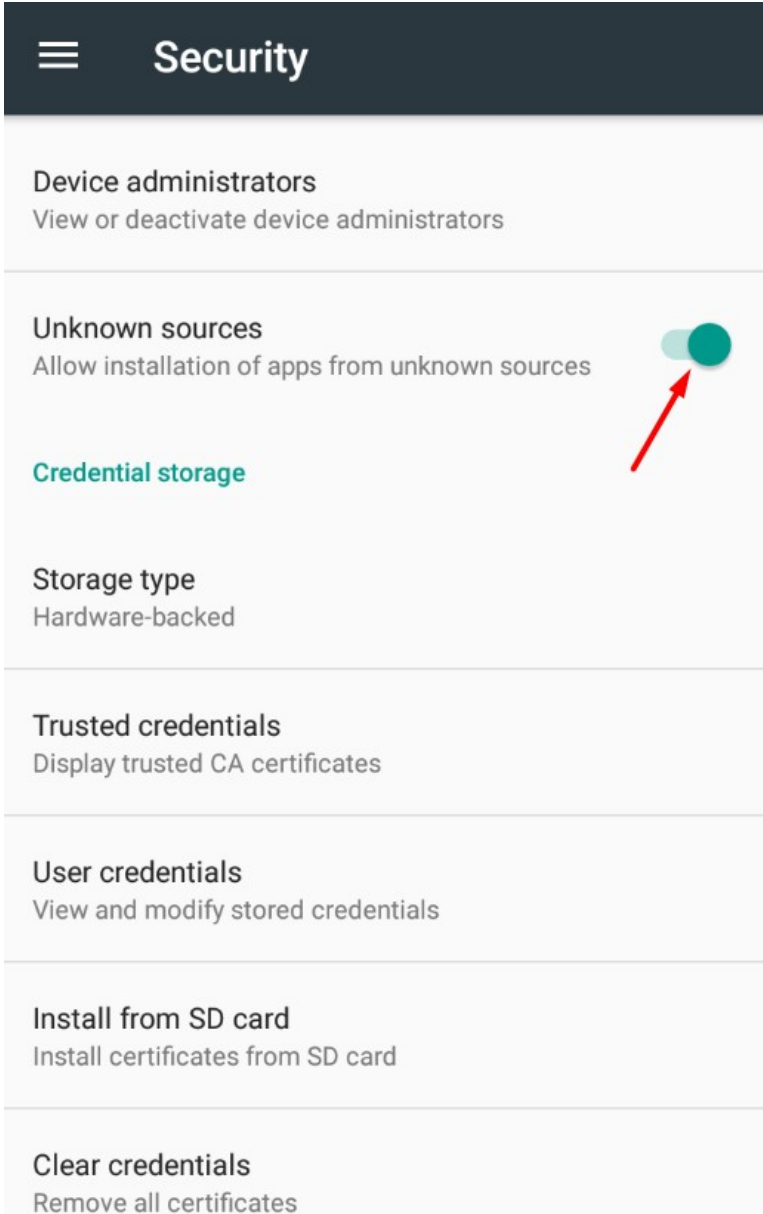 Security
Device administrators
View or deactivate device administrators
Unknown sources
Allow installation of apps from unknown sources
Credential storage
Storage type
Hardware-backed
Trusted credentials
Display trusted CA certificates
User credentials
View and modify stored credentials
Install from SD card
Install certificates from SD card
Clear credentials
Remove all certificates